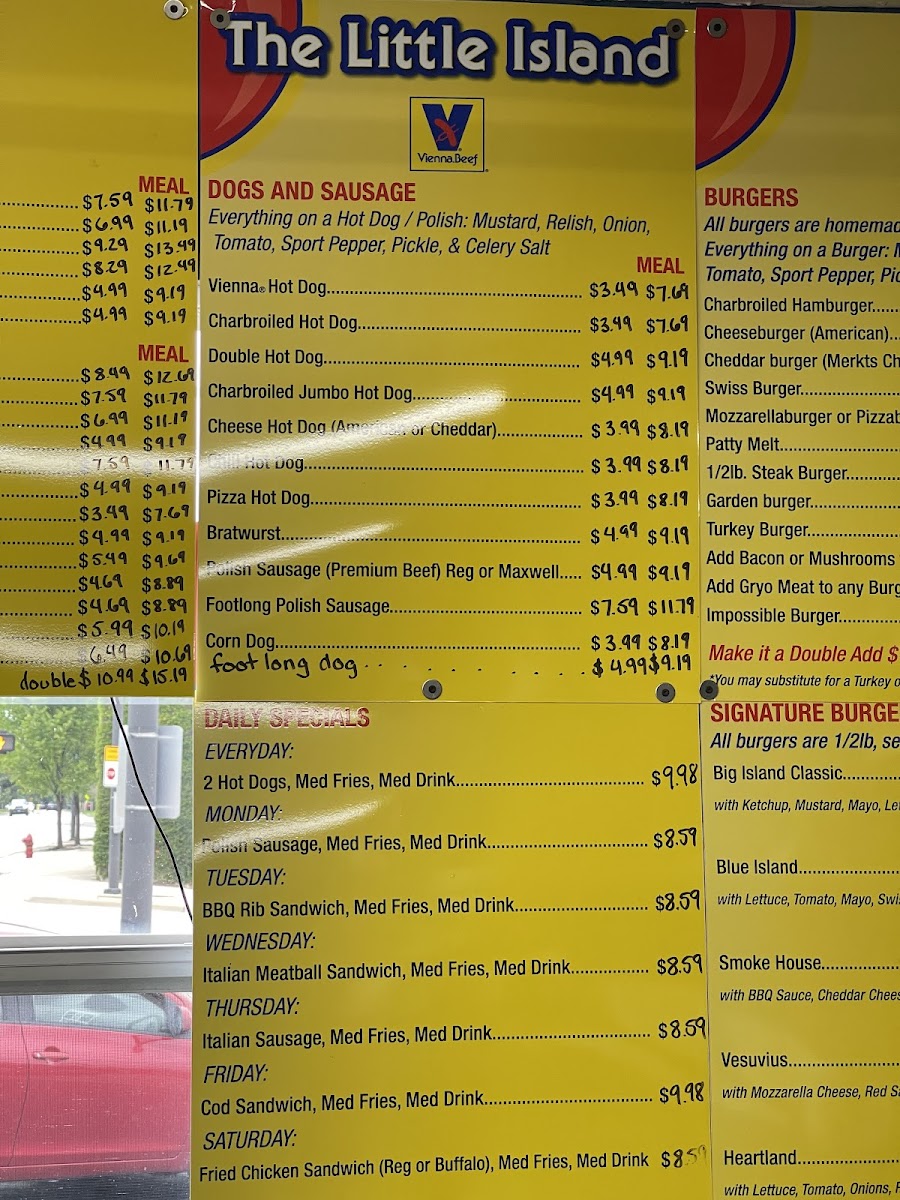 The Little Island
Vienna Beef
MEAL
$7.59 $11.79
$6.99 $11.19
$9.29 $13.49
$8.29 $12.49
$4.99 $9.19
$4.99 $9.19
MEAL
$8.49 $12.69
$7.59 $11.79
$6.99 $11.19
$4.99 $9.19
$7.59 $11.79
$4.99 $9.19
$3.49 $7.69
$4.99 $9.19
$5.49 $9.69
$4.69 $8.89
$4.69 $8.89
$5.99 $10.19
$6.49 $10.69
double $10.99 $15.19
DOGS AND SAUSAGE
Everything on a Hot Dog / Polish: Mustard, Relish, Onion,
Tomato, Sport Pepper, Pickle, & Celery Salt
MEAL
Vienna® Hot Dog $3.49 $7.69
Charbroiled Hot Dog $3.49 $7.69
Double Hot Dog $4.99 $9.19
Charbroiled Jumbo Hot Dog $4.99 $9.19
Cheese Hot Dog (American or Cheddar) $3.99 $8.19
Chili Hot Dog $3.99 $8.19
Pizza Hot Dog $3.99 $8.19
Bratwurst $4.99 $9.19
Polish Sausage (Premium Beef) Reg or Maxwell $4.99 $9.19
Footlong Polish Sausage $7.59 $11.79
Corn Dog $3.99 $8.19
foot long dog $4.99 $9.19
DAILY SPECIALS
EVERYDAY:
2 Hot Dogs, Med Fries, Med Drink $9.98
MONDAY:
Polish Sausage, Med Fries, Med Drink $8.59
TUESDAY:
BBQ Rib Sandwich, Med Fries, Med Drink $8.59
WEDNESDAY:
Italian Meatball Sandwich, Med Fries, Med Drink $8.59
THURSDAY:
Italian Sausage, Med Fries, Med Drink $8.59
FRIDAY:
Cod Sandwich, Med Fries, Med Drink $9.98
SATURDAY:
Fried Chicken Sandwich (Reg or Buffalo), Med Fries, Med Drink $8.59
BURGERS
All burgers are homemad
Everything on a Burger: M
Tomato, Sport Pepper, Pic
Charbroiled Hamburger
Cheeseburger (American)
Cheddar burger (Merkts Ch
Swiss Burger
Mozzarellaburger or Pizzab
Patty Melt
1/2lb. Steak Burger
Garden burger
Turkey Burger
Add Bacon or Mushrooms
Add Gryo Meat to any Burg
Impossible Burger
Make it a Double Add $
*You may substitute for a Turkey o
SIGNATURE BURGE
All burgers are 1/2lb, se
Big Island Classic
with Ketchup, Mustard, Mayo, Let
Blue Island
with Lettuce, Tomato, Mayo, Swi
Smoke House
with BBQ Sauce, Cheddar Chees
Vesuvius
with Mozzarella Cheese, Red Sa
Heartland
with Lettuce, Tomato, Onions,